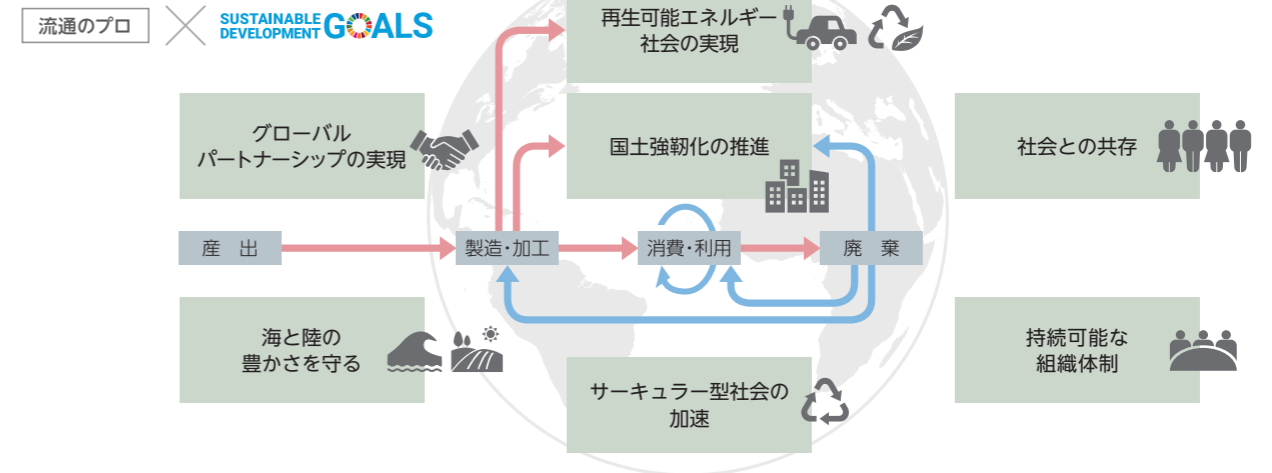 流通のプロ
SUSTAINABLE
DEVELOPMENT
GOALS
再生可能エネルギー
社会の実現
グローバル
パートナーシップの実現
国土強靭化の推進
社会との共存
産 出
製造・加工
消費・利用
廃 棄
海と陸の
豊かさを守る
サーキュラー型社会の
加速
持続可能な
組織体制